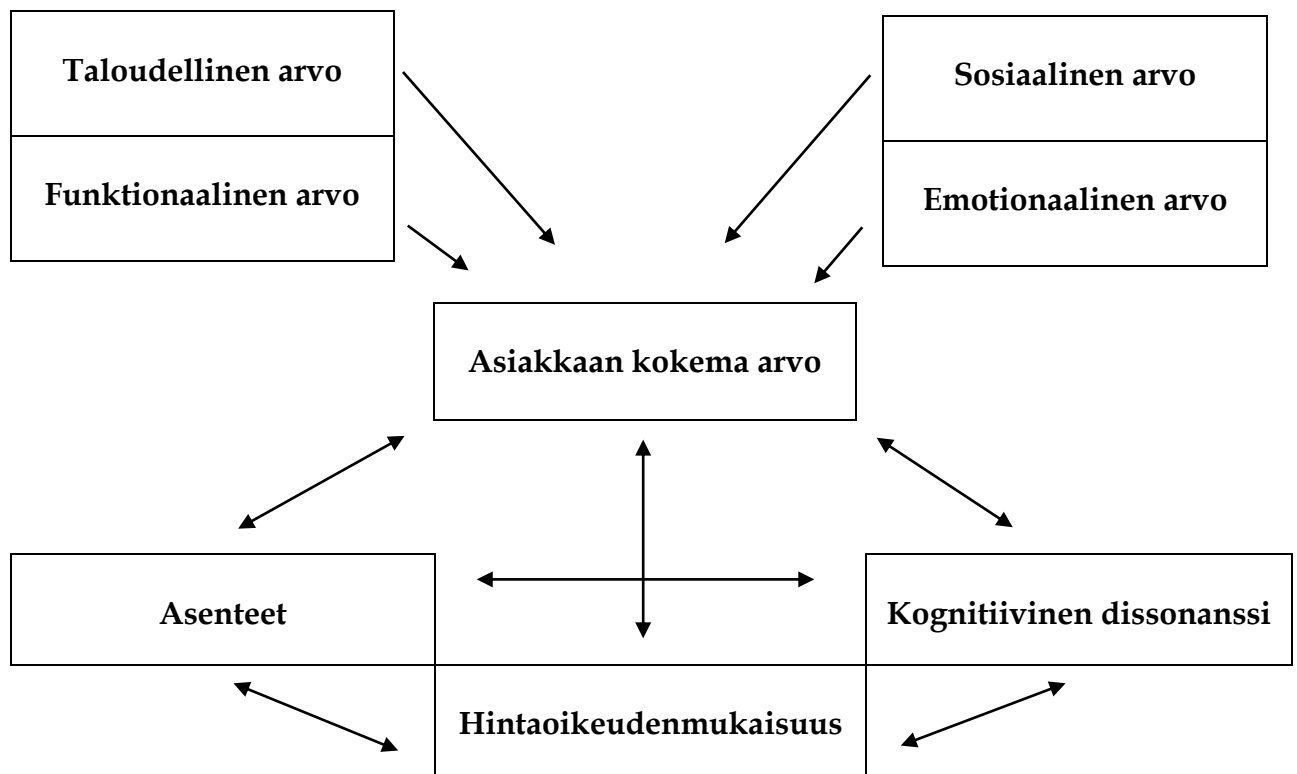 Taloudellinen arvo
Funktionaalinen arvo
Sosiaalinen arvo
Emotionaalinen arvo
Asiakkaan kokema arvo
Asenteet
Kognitiivinen dissonanssi
Hintaoikeudenmukaisuus